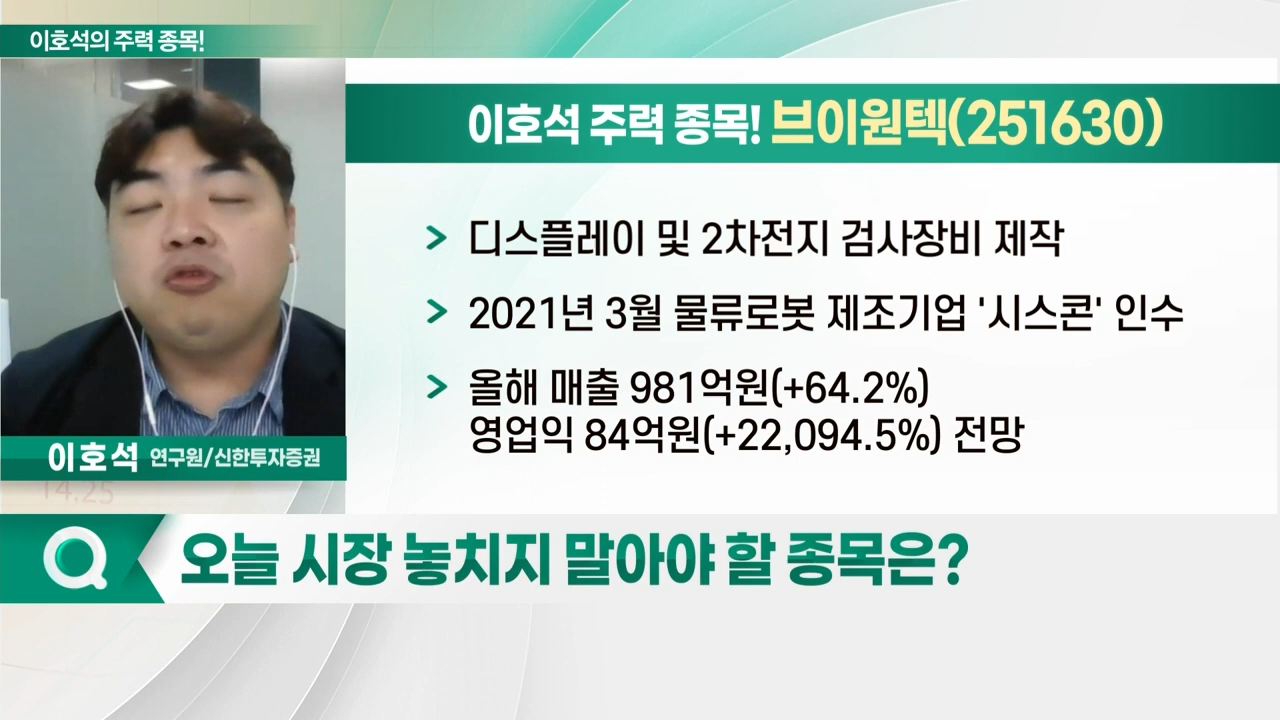 이호석의 주력 종목!
이호석 주력 종목! 브이원텍(251630)
> 디스플레이 및 2차전지 검사장비 제작
> 2021년 3월 물류로봇 제조기업 '시스콘' 인수
> 올해 매출 981억원(+64.2%)
영업익 84억원(+22,094.5%) 전망
이호석 연구원/신한투자증권
14.25
Q 오늘 시장 놓치지 말아야 할 종목은?